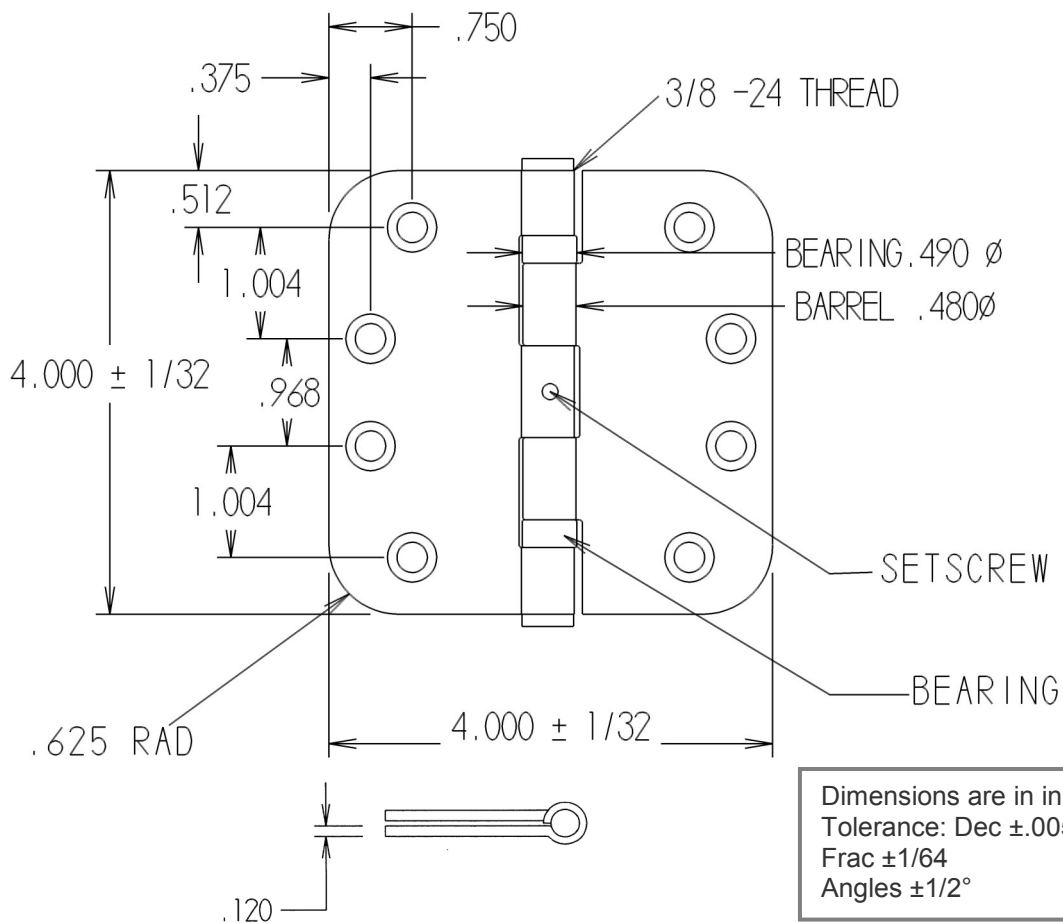 .750
.375
3/8 -24 THREAD
.512
BEARING .490 Ø
1.004
BARREL .480Ø
4.000 ± 1/32
.968
1.004
SETSCREW
BEARING
.625 RAD
4.000 ± 1/32
Dimensions are in
Tolerance: Dec
Frac ±1/64
Angles ±1/2°
.120